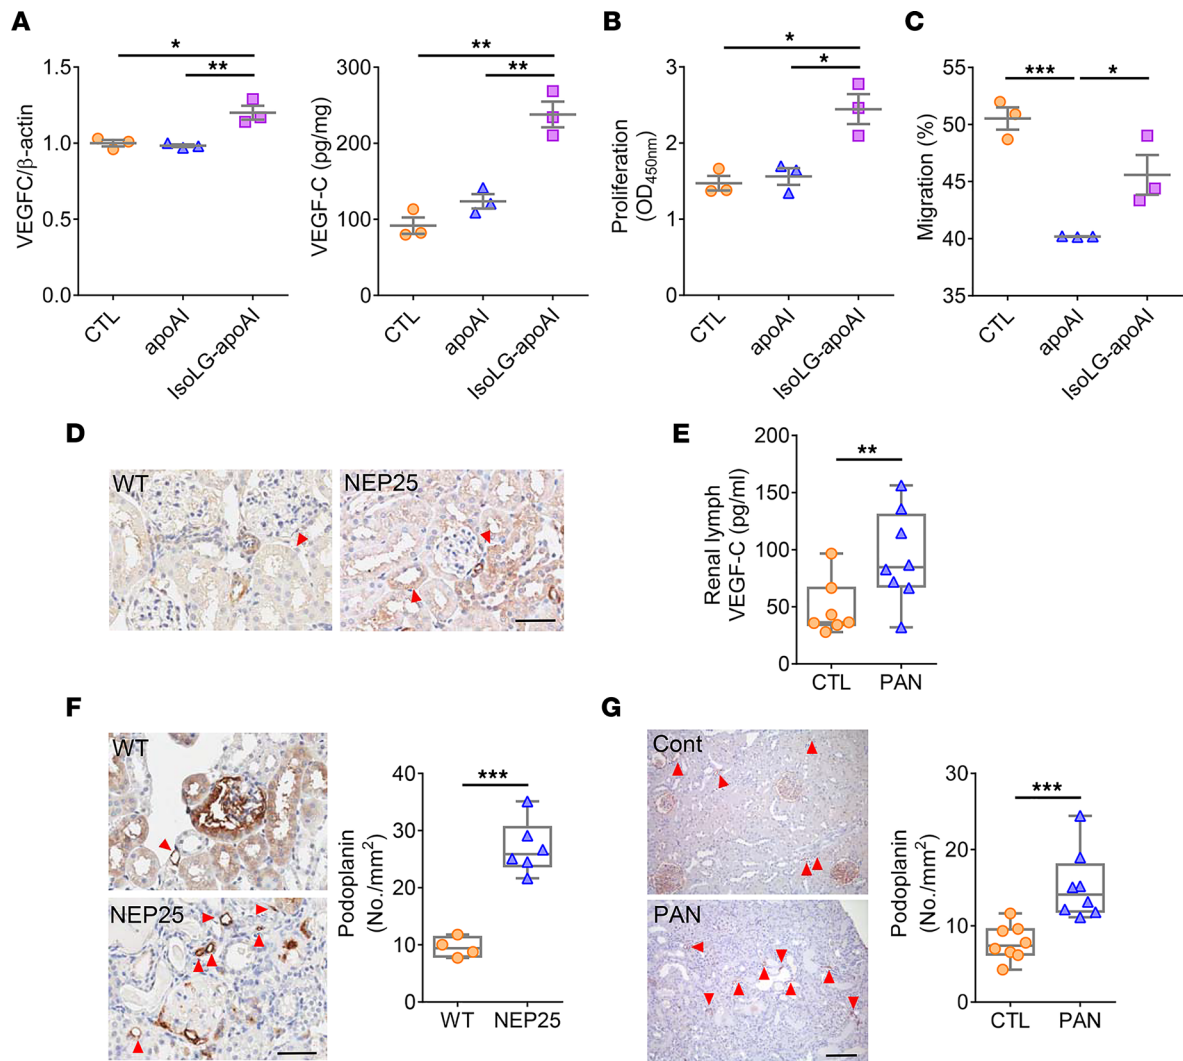 A
*
**
VEGFC/β-actin
1.5
1.0
0.5
0.0
CTL
apoAI
IsoLG-apoAI
**
**
VEGF-C (pg/mg)
300
200
100
0
CTL
apoAI
IsoLG-apoAI
B
*
*
Proliferation
(OD450nm)
3
2
1
0
CTL
apoAI
IsoLG-apoAI
C
***
*
Migration (%)
55
50
45
40
35
CTL
apoAI
IsoLG-apoAI
D
WT
NEP25
E
**
Renal lymph
VEGF-C (pg/ml)
200
150
100
50
0
CTL
PAN
F
WT
NEP25
***
Podoplanin
(No./mm2)
40
30
20
10
0
WT
NEP25
G
Cont
PAN
***
Podoplanin
(No./mm2)
30
20
10
0
CTL
PAN